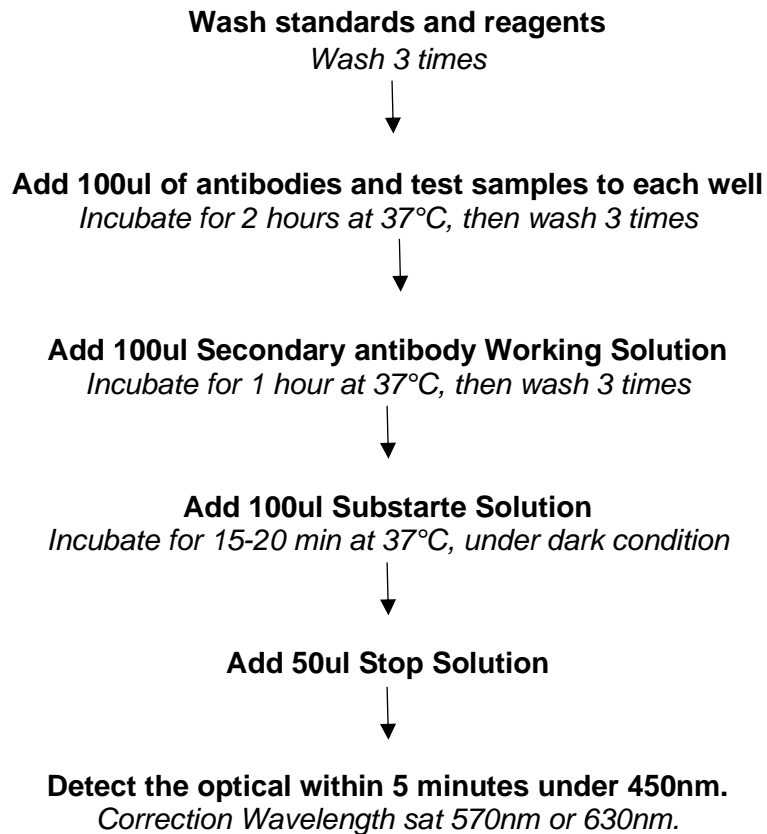 Wash standards and reagents
Wash 3 times
Add 100ul of antibodies and test samples to each well
Incubate for 2 hours at 37°C, then wash 3 times
Add 100ul Secondary antibody Working Solution
Incubate for 1 hour at 37°C, then wash 3 times
Add 100ul Substarte Solution
Incubate for 15-20 min at 37°C, under dark condition
Add 50ul Stop Solution
Detect the optical within 5 minutes under 450nm.
Correction Wavelength sat 570nm or 630nm.